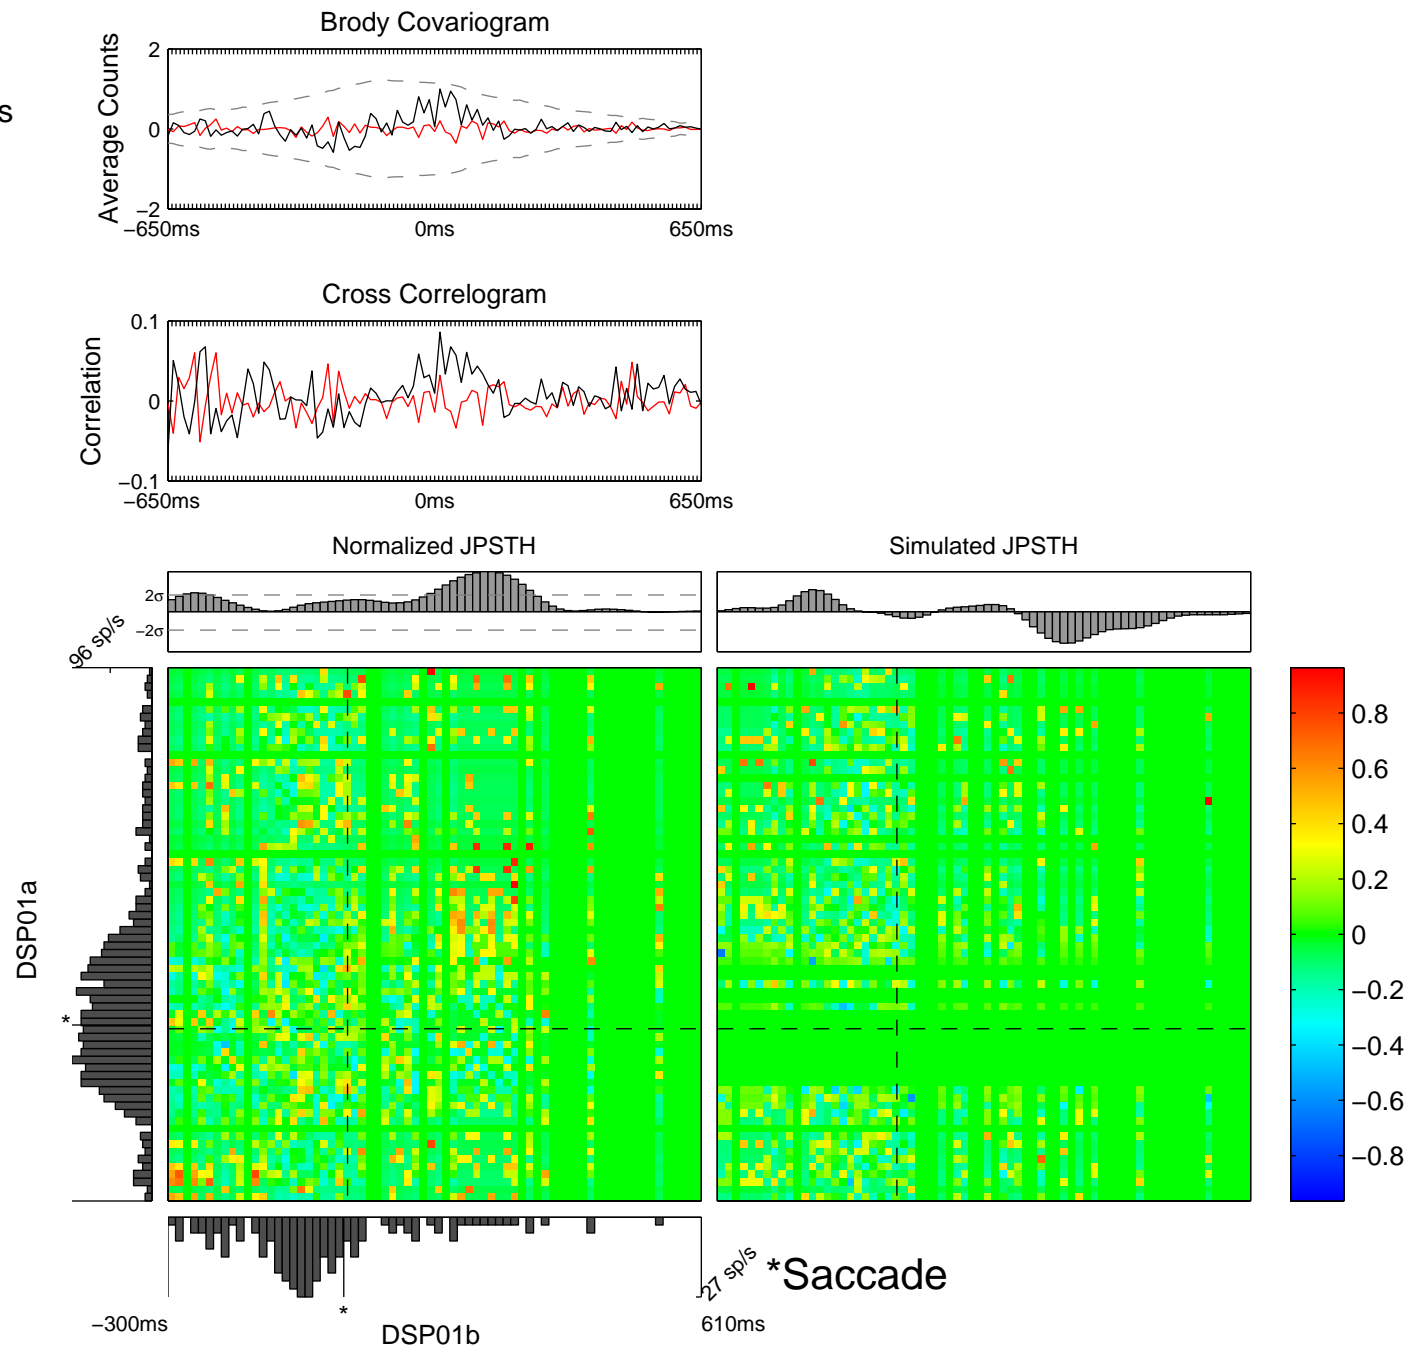 Brody Covariogram
s
Average Counts
2
0
−2
−650ms 0ms 650ms
Cross Correlogram
Correlation
0.1
0
−0.1
−650ms 0ms 650ms
Normalized JPSTH Simulated JPSTH
2σ
−2σ
96 sp/s
DSP01a
*
0.8
0.6
0.4
0.2
0
−0.2
−0.4
−0.6
−0.8
27 sp/s
*Saccade
*
−300ms DSP01b 610ms